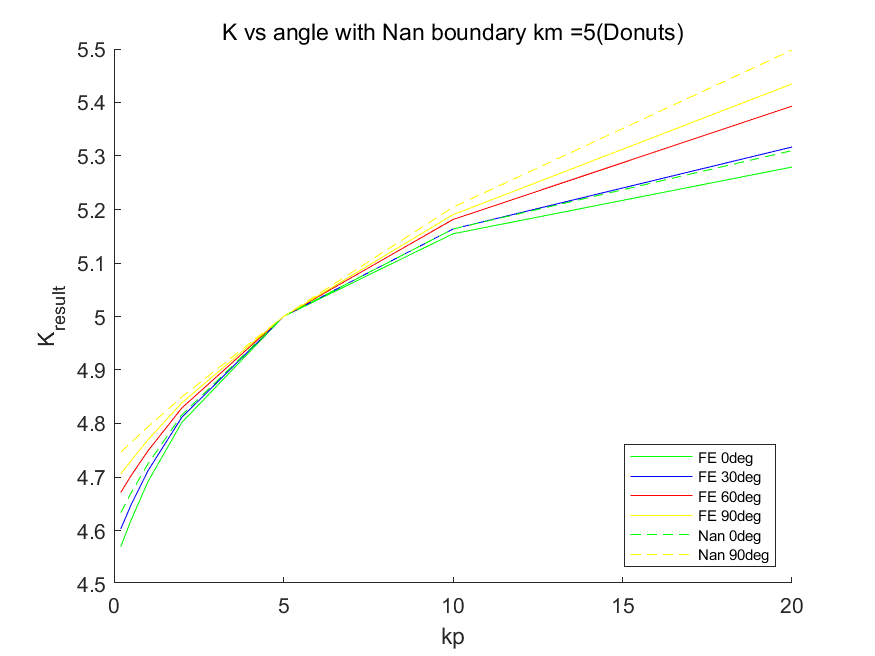 K vs angle with Nan boundary km =5(Donuts)
5.5
5.4
5.3
5.2
5.1
5
4.9
4.8
4.7
4.6
4.5
K_result
0
5
10
15
20
kp
FE 0deg
FE 30deg
FE 60deg
FE 90deg
Nan 0deg
Nan 90deg